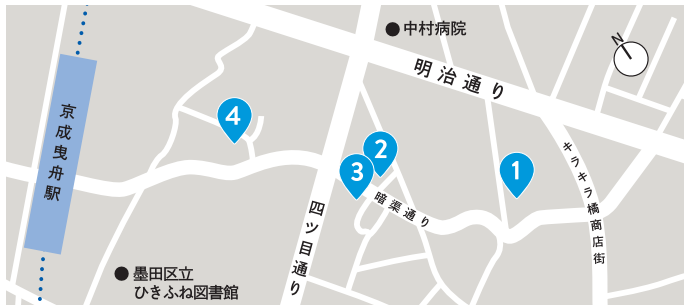 中村病院
明治通り
N
京成曳舟駅
4
2
3
1
キラキラ橘商店街
暗渠通り
四ツ目通り
墨田区立
ひきふね図書館